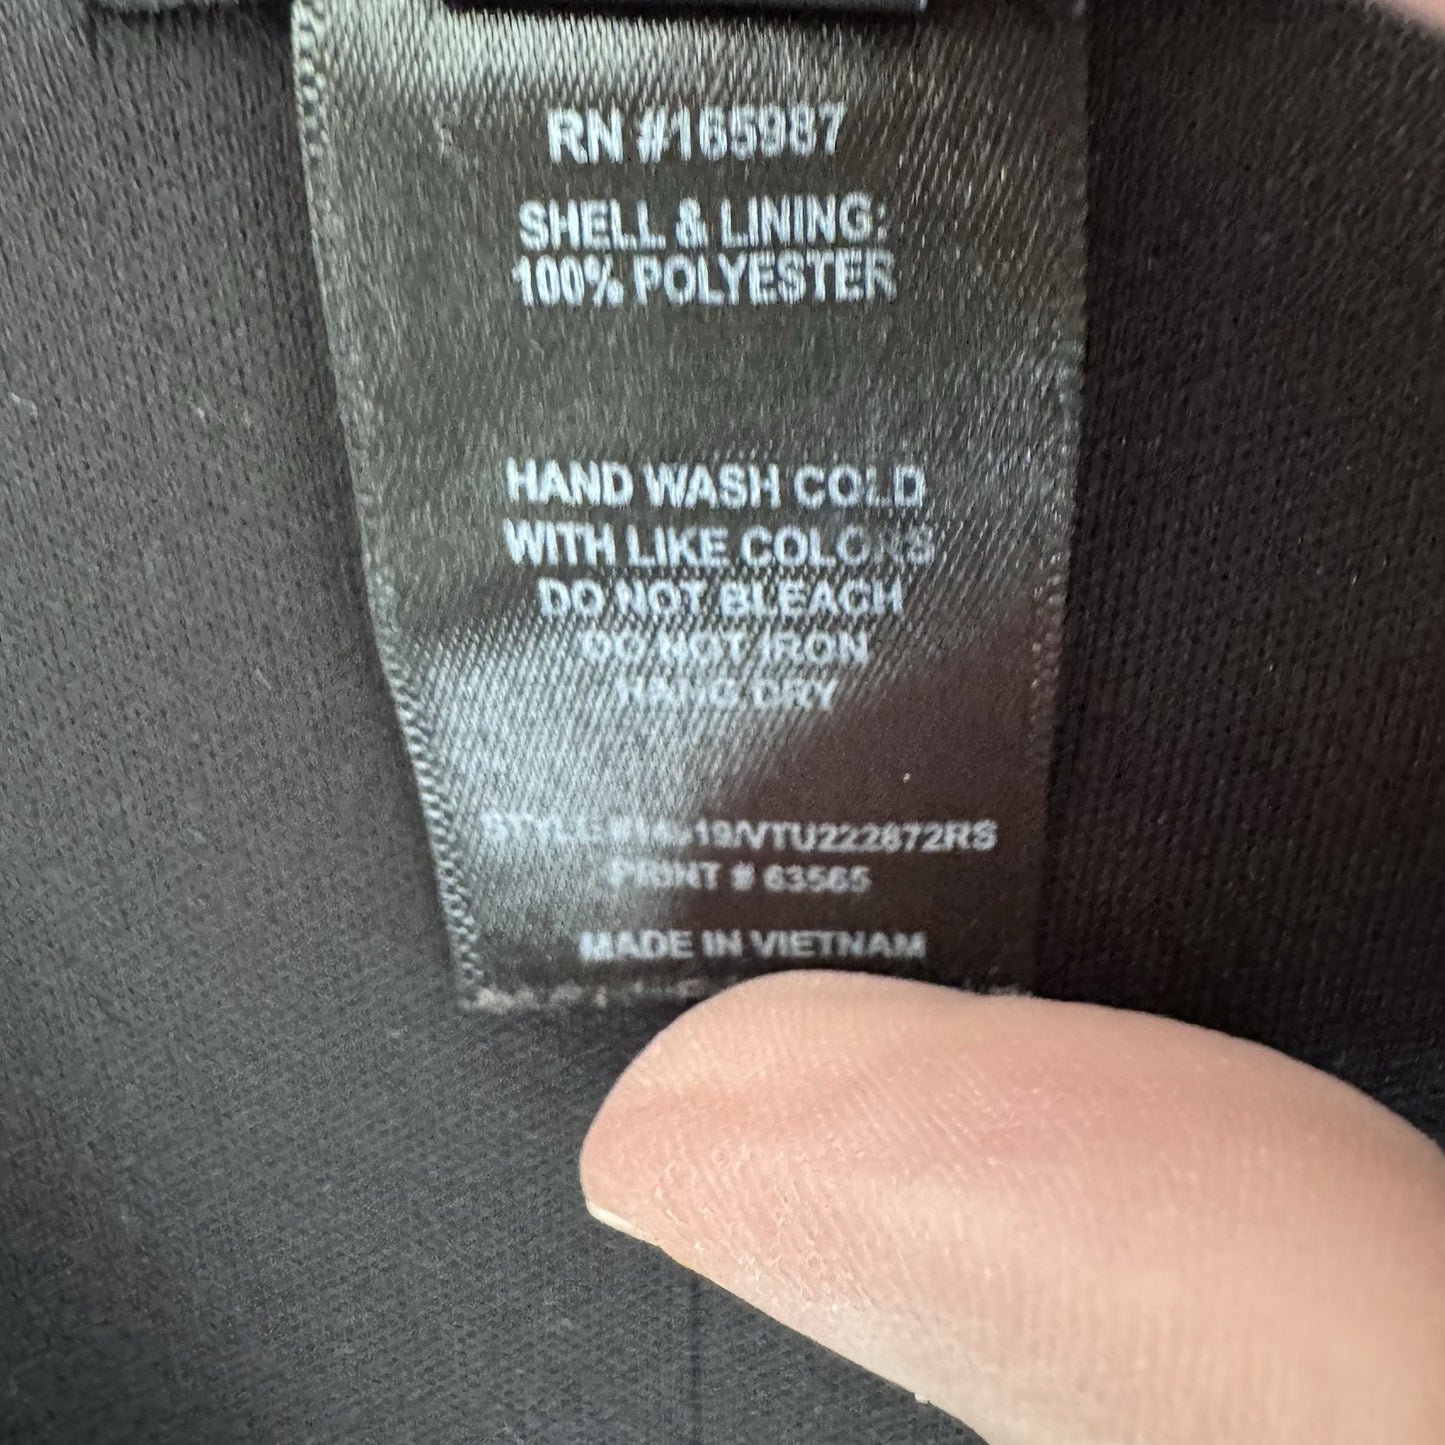 RN #165987
SHELL & LINING:
100% POLYESTER
HAND WASH COLD
WITH LIKE COLORS
DO NOT BLEACH
DO NOT IRON
HANG DRY
STYLE
PRINT # 63565
MADE IN VIETNAM